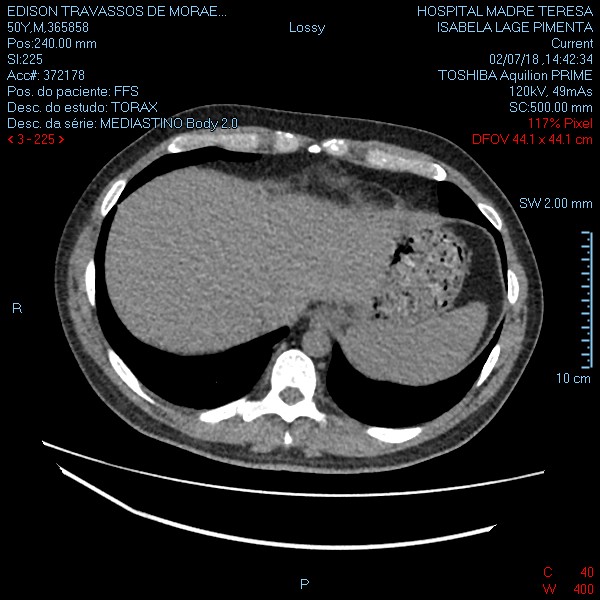 EDISON TRAVASSOS DE MORAE...
50Y,M,365858
Pos:240.00 mm
SI:225
Acc#: 372178
Pos. do paciente: FFS
Desc. do estudo: TORAX
Desc. da série: MEDIASTINO Body 2.0
< 3 - 225 >
Lossy
HOSPITAL MADRE TERESA
ISABELA LAGE PIMENTA
Current
02/07/18 ,14:42:34
TOSHIBA Aquilion PRIME
120kV, 49mAs
SC:500.00 mm
117% Pixel
DFOV 44.1 x 44.1 cm
SW 2.00 mm
R
10 cm
P
C 40
W 400